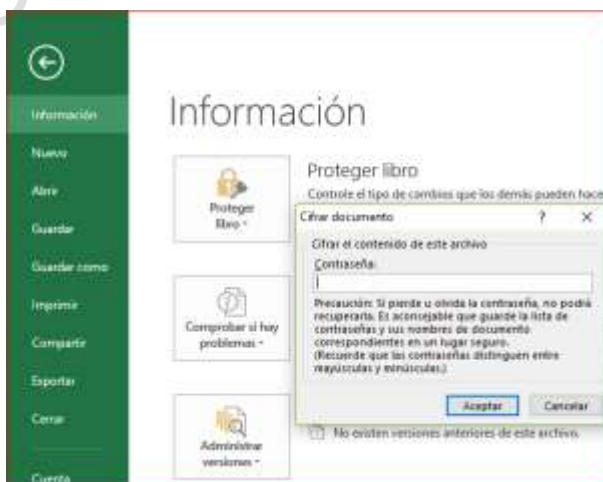 Información
Nuevo
Abrir
Guardar
Guardar como
Imprimir
Compartir
Exportar
Cerrar
Cuenta
Información
Proteger
libro
Comprobar si hay
problemas
Administrar
versiones
Proteger libro
Controle el tipo de cambios que los demás pueden hace
Cifrar documento ? ×
Cifrar el contenido de este archivo
Contraseña:
Precaución: Si pierde u olvida la contraseña, no podrá
recuperarla. Es aconsejable que guarde la lista de
contraseñas y sus nombres de documento
correspondientes en un lugar seguro.
(Recuerde que las contraseñas distinguen entre
mayúsculas y minúsculas.)
Aceptar Cancelar
No existen versiones anteriores de este archivo.